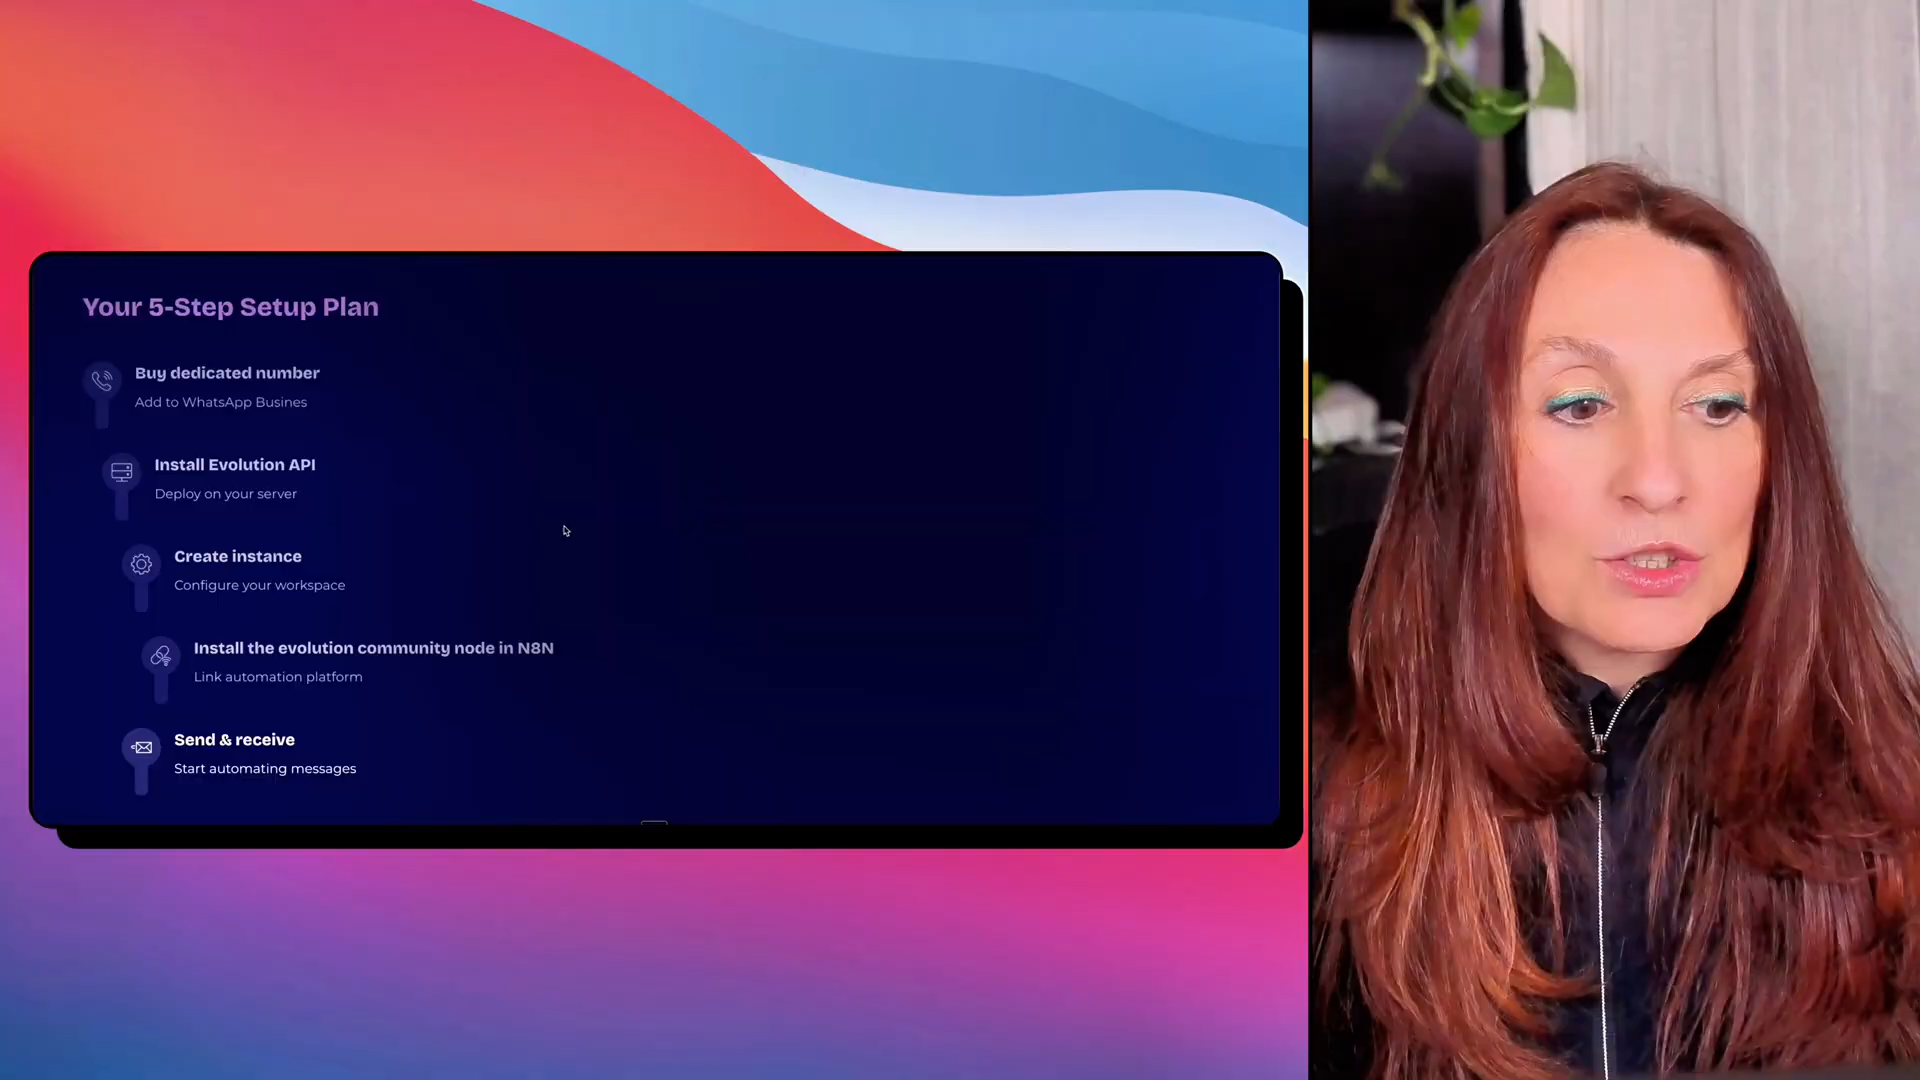 Your 5-Step Setup Plan
Buy dedicated number
Add to WhatsApp Busines
Install Evolution API
Deploy on your server
Create instance
Configure your workspace
Install the evolution community node in N8N
Link automation platform
Send & receive
Start automating messages